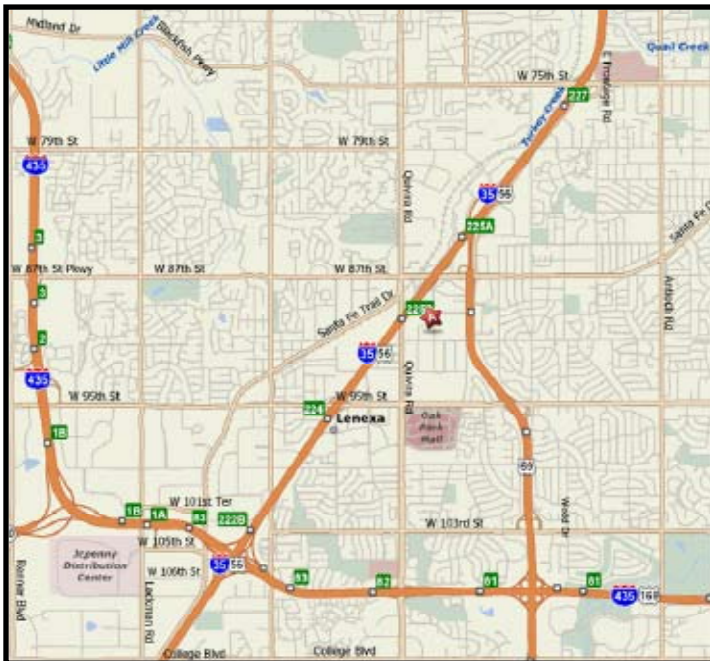 Midland Dr
Little Mill Creek
Blackfish Pkwy
Quail Creek
E Frontage Rd
W 75th St
227
Turkey Creek
W 79th St
W 79th St
435
Quivira Rd
35
56
3
225A
Santa Fe Dr
W 87th St Pkwy
W 87th St
W 87th St
Antioch Rd
3
Santa Fe Trail Dr
2
35
56
435
Quivira Rd
W 95th St
W 95th St
224
Lenexa
Oak
Park
Mall
1B
69
W 101st Ter
1B
1A
83
222B
W 103rd St
W 105th St
Jcpenny
Distribution
Center
W 106th St
35
56
Renner Blvd
Lackman Rd
83
82
81
81
435
College Blvd
College Blvd